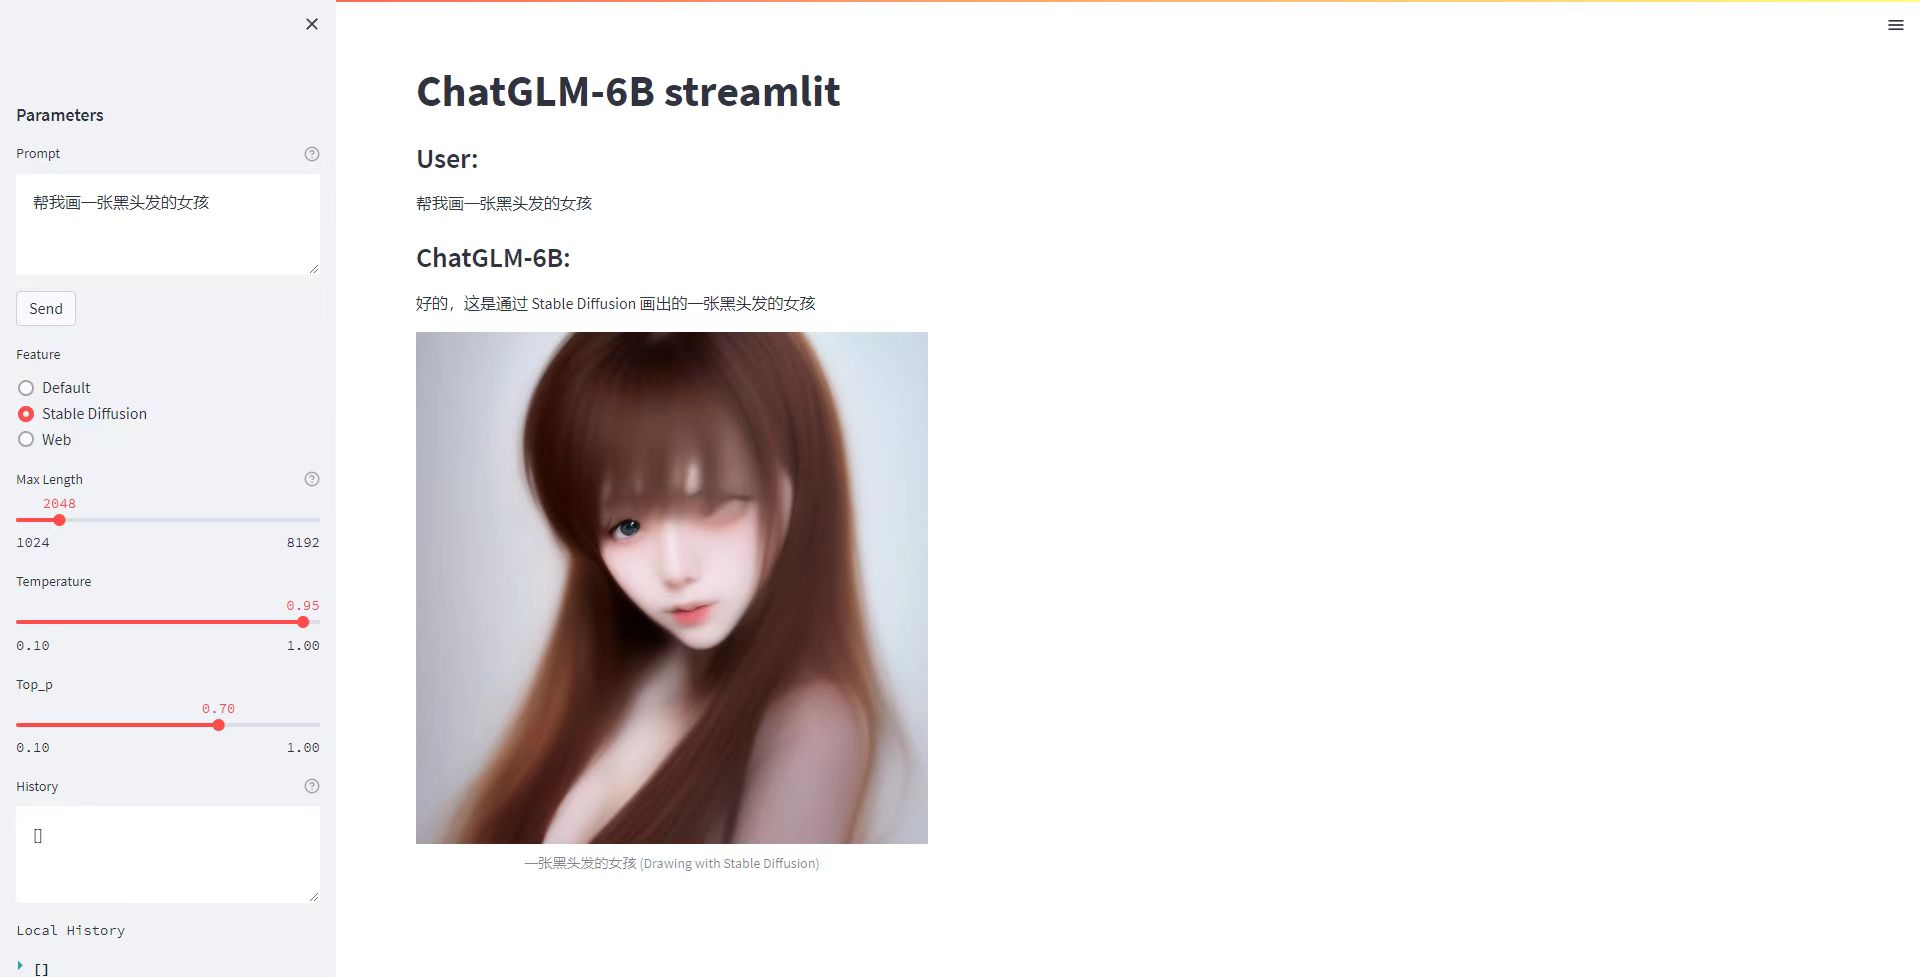 Parameters
Prompt
帮我画一张黑头发的女孩
Send
Feature
Default
Stable Diffusion
Web
Max Length
2048
1024 8192
Temperature
0.95
0.10 1.00
Top_p
0.70
0.10 1.00
History
[]
Local History
[]
ChatGLM-6B streamlit
User:
帮我画一张黑头发的女孩
ChatGLM-6B:
好的，这是通过 Stable Diffusion 画出的一张黑头发的女孩
一张黑头发的女孩 (Drawing with Stable Diffusion)